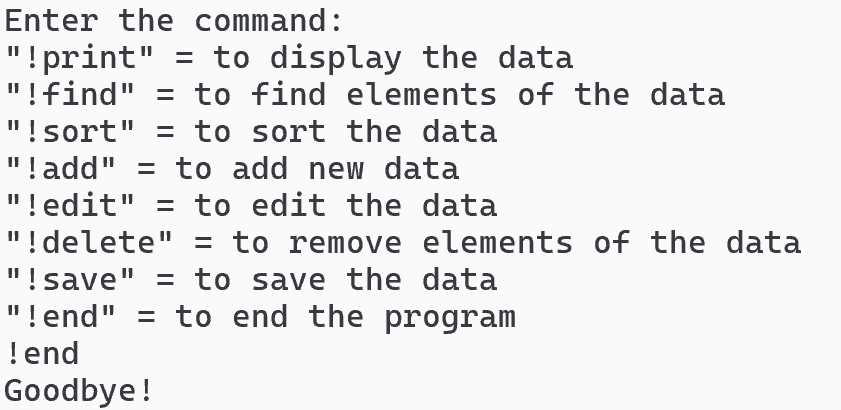 Enter the command:
"!print" = to display the data
"!find" = to find elements of the data
"!sort" = to sort the data
"!add" = to add new data
"!edit" = to edit the data
"!delete" = to remove elements of the data
"!save" = to save the data
"!end" = to end the program
!end
Goodbye!